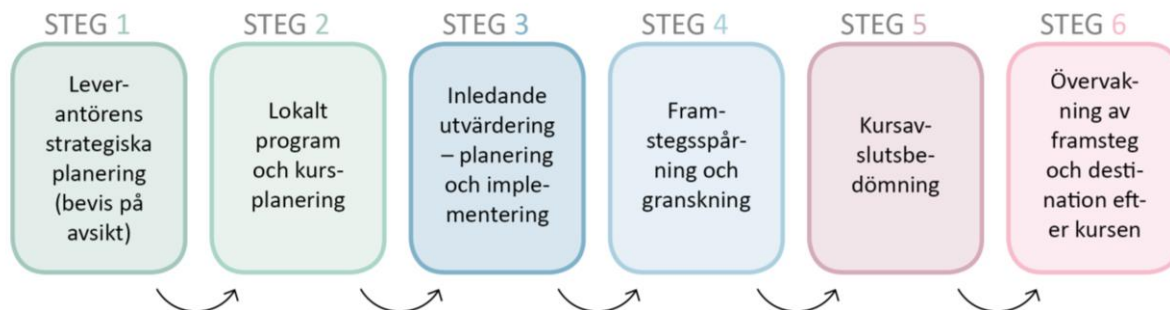 STEG 1
Lever-
antörens
strategiska
planering
(bevis på
avsikt)
STEG 2
Lokalt
program
och kurs-
planering
STEG 3
Inledande
utvärdering
– planering
och imple-
mentering
STEG 4
Fram-
stegsspår-
ning och
granskning
STEG 5
Kursav-
slutsbe-
dömning
STEG 6
Övervak-
ning av
framsteg
och desti-
nation eft-
er kursen